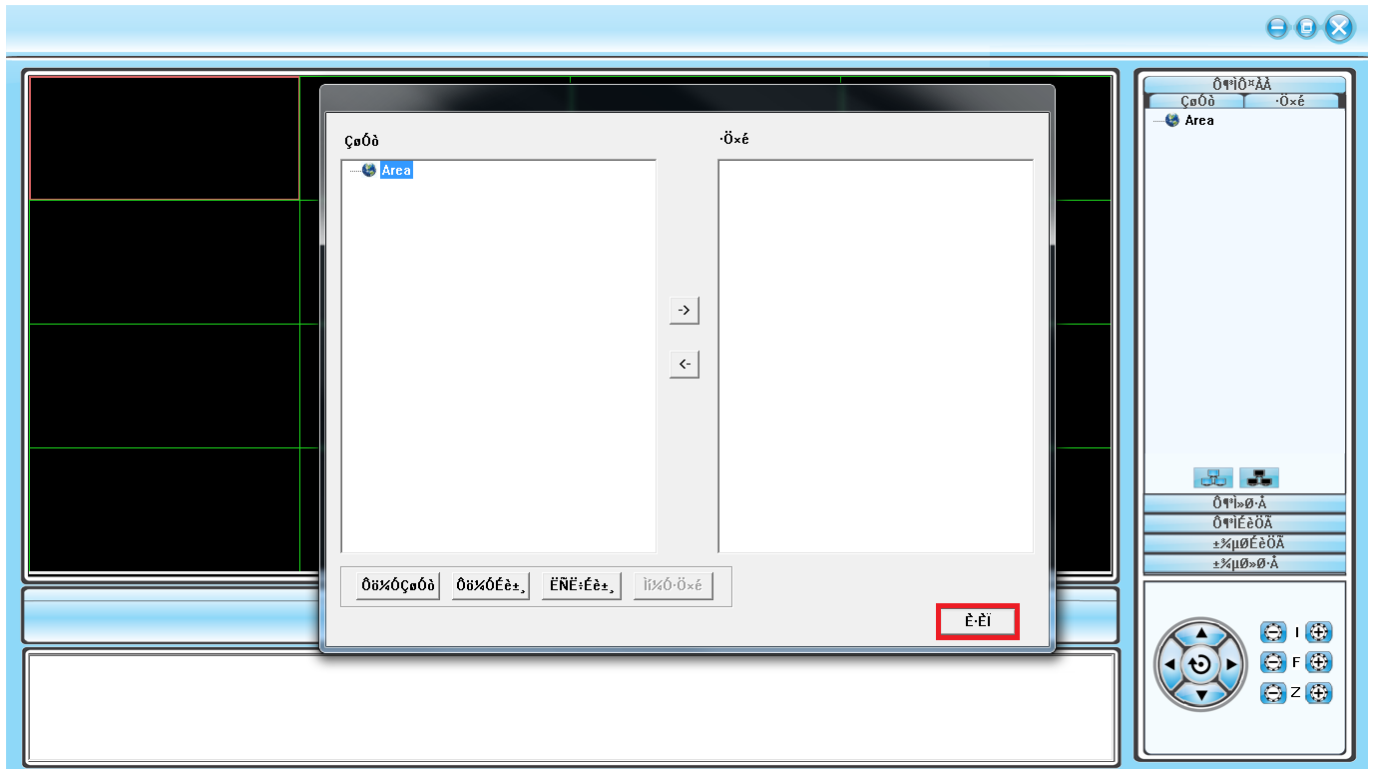 Ô¶³ÌÔ¤ÀÀ
ÇøÓò ·Ö×é
Area
ÇøÓò
·Ö×é
Area
->
<-
Ôö¼ÓÇøÓò Ôö¼ÓÉè±¸ ËÑË÷Éè±¸ Ìí¼Ó·Ö×é
È·ÈÏ
Ô¶³Ì»Ø·Å
Ô¶³ÌÉèÖÃ
±¾µØÉèÖÃ
±¾µØ»Ø·Å
I
F
Z